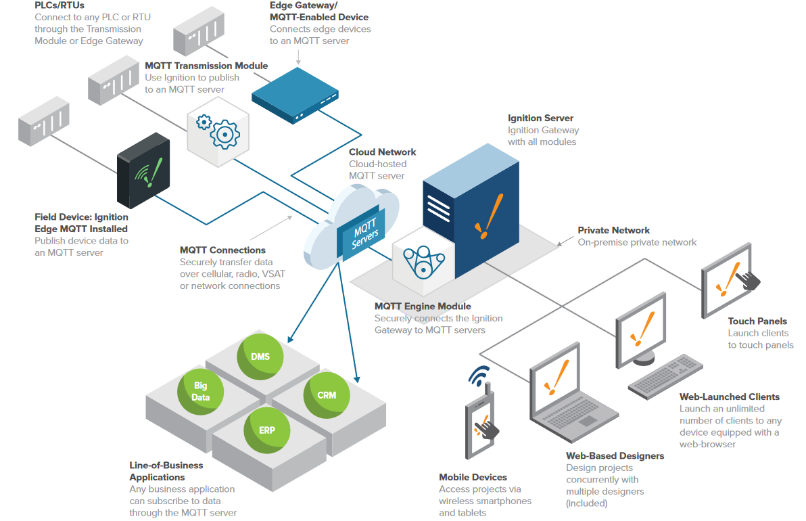 PLCs/RTUs
Connect to any PLC or RTU
through the Transmission
Module or Edge Gateway
Edge Gateway/
MQTT-Enabled Device
Connects edge devices
to an MQTT server
MQTT Transmission Module
Use Ignition to publish
to an MQTT server
Ignition Server
Ignition Gateway
with all modules
Cloud Network
Cloud-hosted
MQTT server
Field Device: Ignition
Edge MQTT Installed
Publish device data to
an MQTT server
MQTT
Servers
Private Network
On-premise private network
MQTT Connections
Securely transfer data
over cellular, radio, VSAT
or network connections
MQTT Engine Module
Securely connects the Ignition
Gateway to MQTT servers
Touch Panels
Launch clients
to touch panels
DMS
Big
Data
CRM
ERP
Web-Launched Clients
Launch an unlimited
number of clients to any
device equipped with a
web-browser
Line-of-Business
Applications
Any business application
can subscribe to data
through the MQTT server
Mobile Devices
Access projects via
wireless smartphones
and tablets
Web-Based Designers
Design projects
concurrently with
multiple designers
(included)